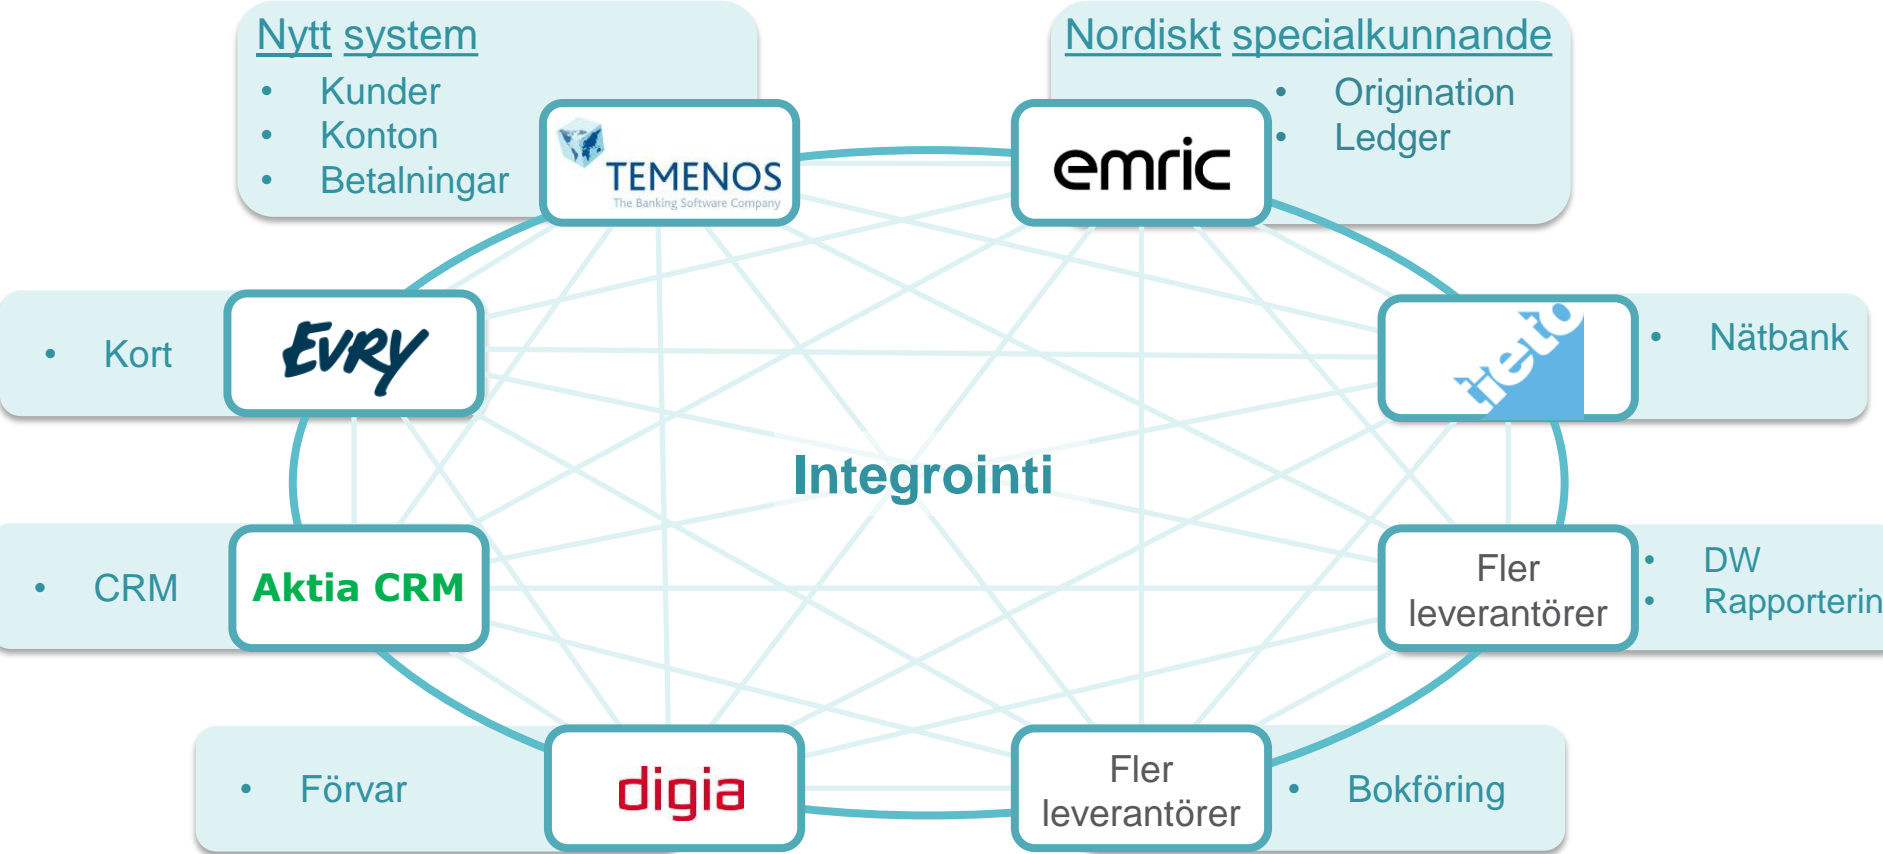 Nytt system
• Kunder
• Konton
• Betalningar
TEMENOS
The Banking Software Company
Nordiskt specialkunnande
• Origination
• Ledger
emric
• Kort
EVRY
tieto
• Nätbank
Integrointi
• CRM
Aktia CRM
Fler
leverantörer
• DW
• Rapporterin
• Förvar
digia
Fler
leverantörer
• Bokföring